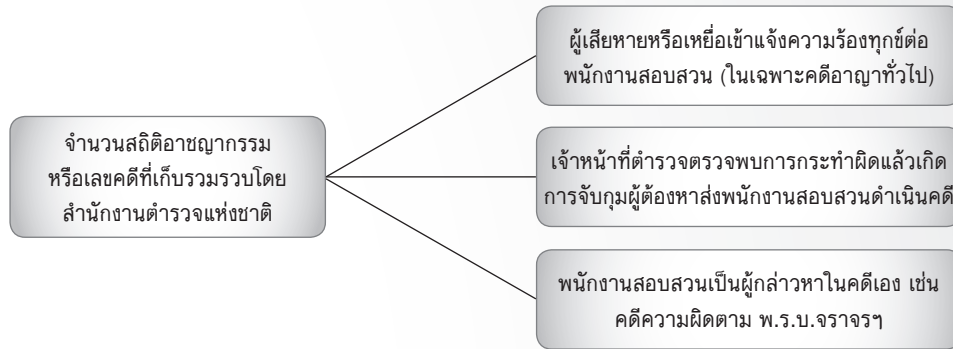 ผู้เสียหายหรือเหยื่อเข้าแจ้งความร้องทุกข์ต่อ
พนักงานสอบสวน (ในเฉพาะคดีอาญาทั่วไป)
จำนวนสถิติอาชญากรรม
หรือเลขคดีที่เก็บรวมรวบโดย
สำนักงานตำรวจแห่งชาติ
เจ้าหน้าที่ตำรวจตรวจพบการกระทำผิดแล้วเกิด
การจับกุมผู้ต้องหาส่งพนักงานสอบสวนดำเนินคดี
พนักงานสอบสวนเป็นผู้กล่าวหาในคดีเอง เช่น
คดีความผิดตาม พ.ร.บ.จราจรฯ